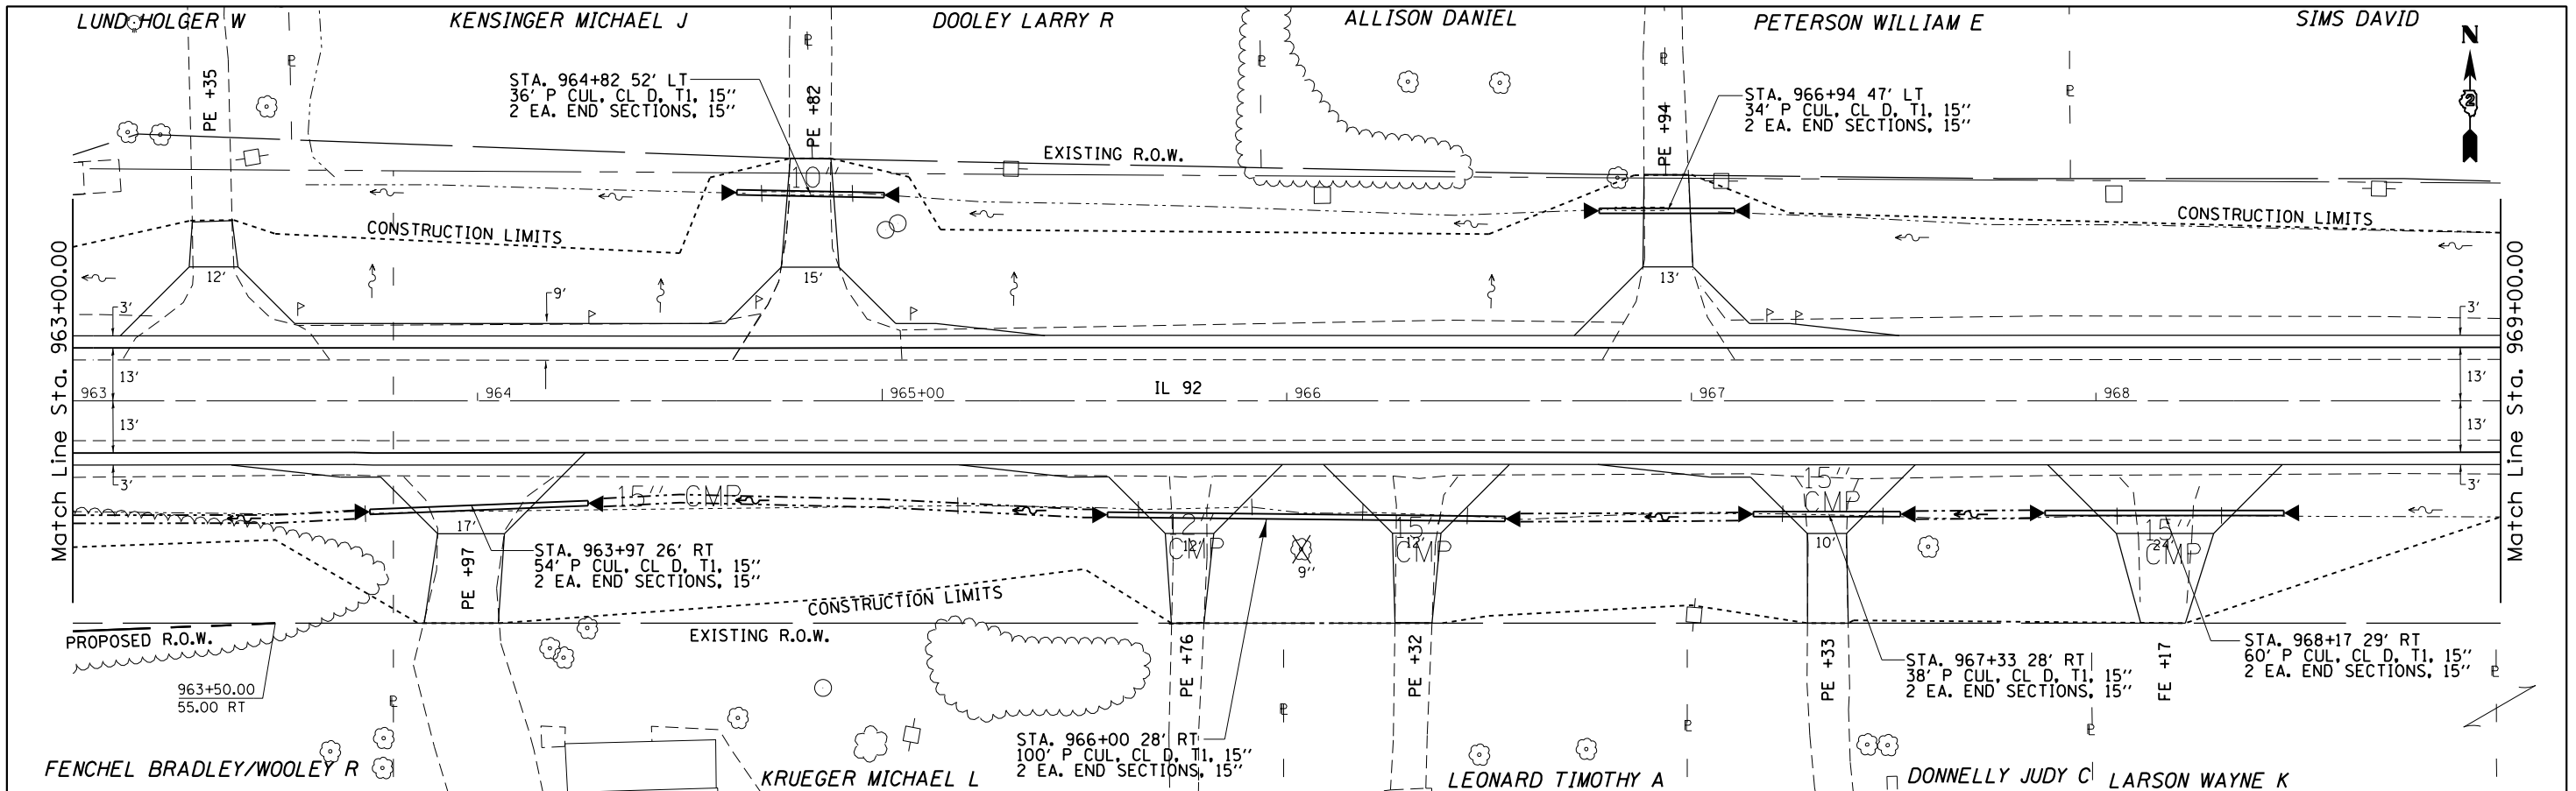 LUND HOLGER W
KENSINGER MICHAEL J
DOOLEY LARRY R
ALLISON DANIEL
PETERSON WILLIAM E
SIMS DAVID
N
2
PE +35
PE +82
PE +94
STA. 964+82 52' LT
36' P CUL, CL D, T1, 15''
2 EA. END SECTIONS, 15''
STA. 966+94 47' LT
34' P CUL, CL D, T1, 15''
2 EA. END SECTIONS, 15''
EXISTING R.O.W.
10''
CONSTRUCTION LIMITS
CONSTRUCTION LIMITS
12'
15'
13'
9'
3'
3'
Match Line Sta. 963+00.00
Match Line Sta. 969+00.00
13'
13'
963
964
965+00
IL 92
966
967
968
13'
13'
3'
3'
15'' CMP
12''
CMP
15''
CMP
15''
CMP
15''
CMP
17'
12'
12'
10'
24'
9''
STA. 963+97 26' RT
54' P CUL, CL D, T1, 15''
2 EA. END SECTIONS, 15''
PE +97
CONSTRUCTION LIMITS
PROPOSED R.O.W.
EXISTING R.O.W.
963+50.00
55.00 RT
PE +76
PE +32
PE +33
FE +17
STA. 968+17 29' RT
60' P CUL, CL D, T1, 15''
2 EA. END SECTIONS, 15''
STA. 967+33 28' RT
38' P CUL, CL D, T1, 15''
2 EA. END SECTIONS, 15''
STA. 966+00 28' RT
100' P CUL, CL D, T1, 15''
2 EA. END SECTIONS, 15''
FENCHEL BRADLEY/WOOLEY R
KRUEGER MICHAEL L
LEONARD TIMOTHY A
DONNELLY JUDY C
LARSON WAYNE K